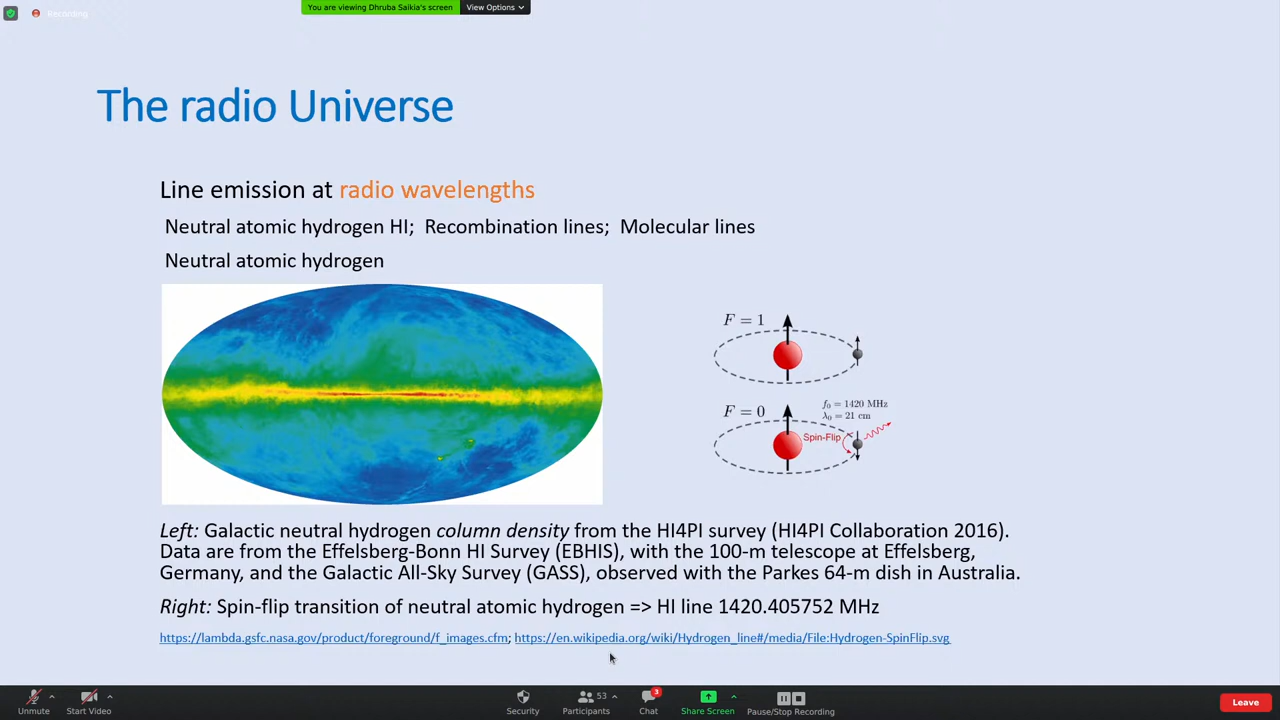 Recording
You are viewing Dhruba Saikia's screen
View Options
The radio Universe
Line emission at radio wavelengths
Neutral atomic hydrogen HI; Recombination lines; Molecular lines
Neutral atomic hydrogen
F = 1
F = 0
f₀ = 1420 MHz
λ₀ = 21 cm
Spin-Flip
Left: Galactic neutral hydrogen column density from the HI4PI survey (HI4PI Collaboration 2016).
Data are from the Effelsberg-Bonn HI Survey (EBHIS), with the 100-m telescope at Effelsberg,
Germany, and the Galactic All-Sky Survey (GASS), observed with the Parkes 64-m dish in Australia.
Right: Spin-flip transition of neutral atomic hydrogen => HI line 1420.405752 MHz
https://lambda.gsfc.nasa.gov/product/foreground/f_images.cfm; https://en.wikipedia.org/wiki/Hydrogen_line#/media/File:Hydrogen-SpinFlip.svg
Unmute
Start Video
Security
53
Participants
3
Chat
Share Screen
Pause/Stop Recording
Leave